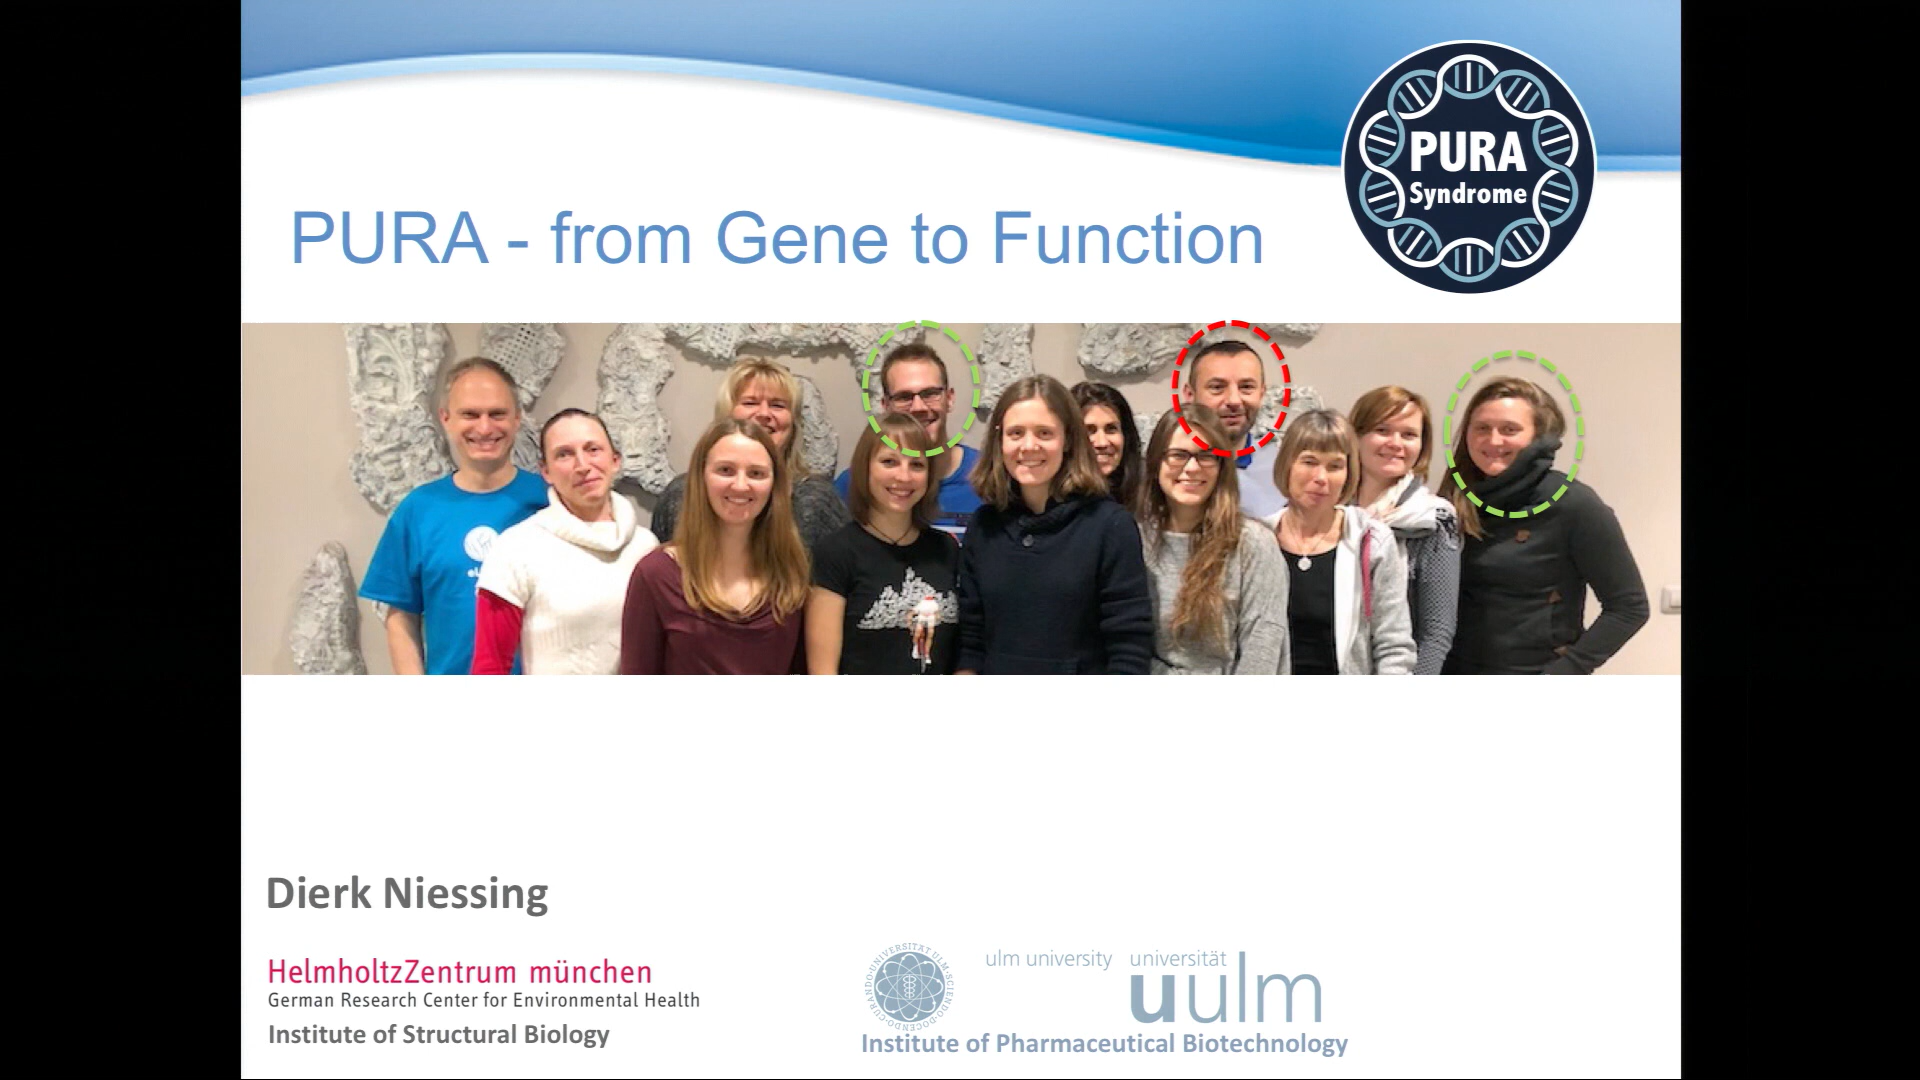 PURA
Syndrome
PURA - from Gene to Function
Dierk Niessing
HelmholtzZentrum münchen
German Research Center for Environmental Health
Institute of Structural Biology
ulm university universität
uulm
Institute of Pharmaceutical Biotechnology